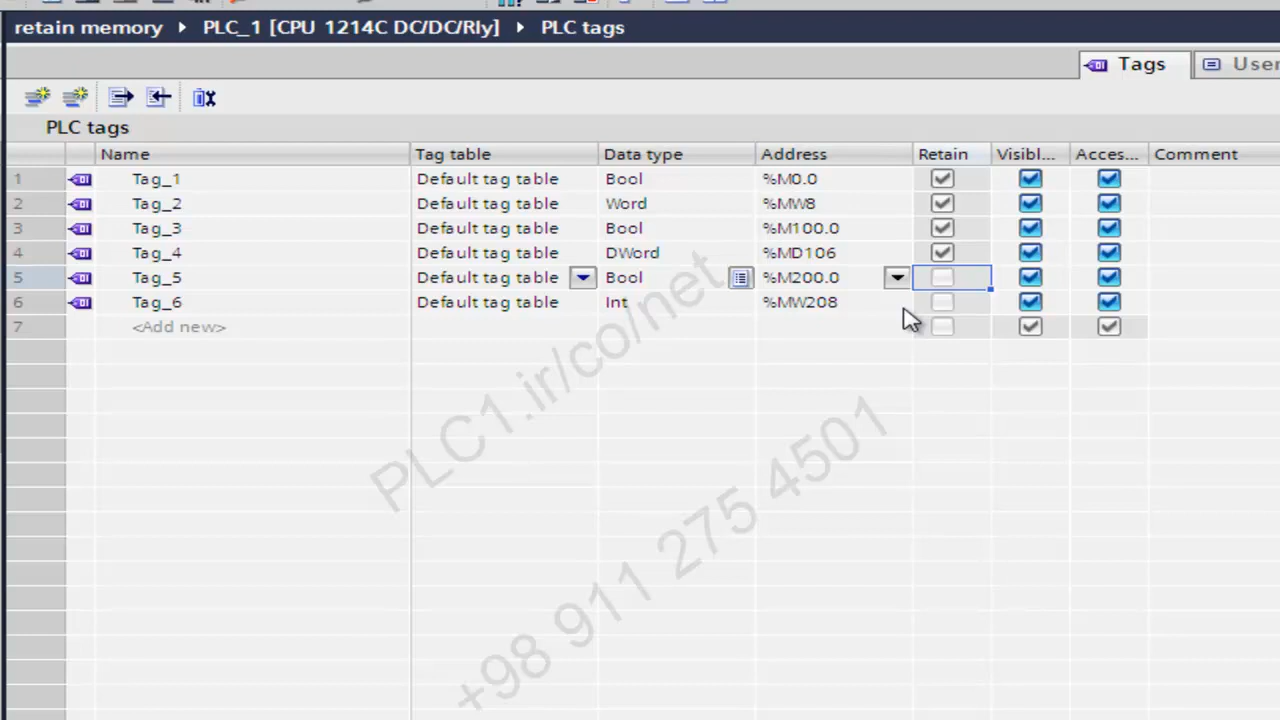 retain memory ▸ PLC_1 [CPU 1214C DC/DC/Rly] ▸ PLC tags
Tags User
PLC tags
Name Tag table Data type Address Retain Visibl... Acces... Comment
1 Tag_1 Default tag table Bool %M0.0
2 Tag_2 Default tag table Word %MW8
3 Tag_3 Default tag table Bool %M100.0
4 Tag_4 Default tag table DWord %MD106
5 Tag_5 Default tag table Bool %M200.0
6 Tag_6 Default tag table Int %MW208
7 <Add new>
PLC1.ir/co/net
+98 911 275 4501